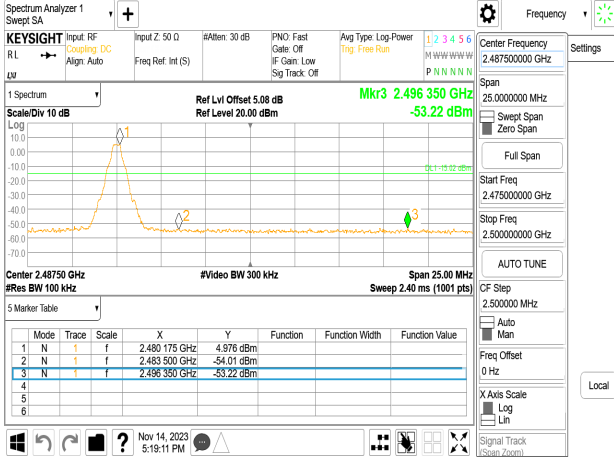 Spectrum Analyzer 1
Swept SA
Frequency
KEYSIGHT
RL
Input: RF
Coupling: DC
Align: Auto
Input Z: 50 Ω
Freq Ref: Int (S)
#Atten: 30 dB
PNO: Fast
Gate: Off
IF Gain: Low
Sig Track: Off
Avg Type: Log-Power
Trig: Free Run
1 2 3 4 5 6
M W W W W W
P N N N N N
1 Spectrum
Scale/Div 10 dB
Ref Lvl Offset 5.08 dB
Ref Level 20.00 dBm
Mkr3 2.496 350 GHz
-53.22 dBm
Log
10.0
0.00
-10.0
-20.0
-30.0
-40.0
-50.0
-60.0
-70.0
1
2
3
DL1 -15.02 dBm
Center 2.48750 GHz
#Res BW 100 kHz
#Video BW 300 kHz
Span 25.00 MHz
Sweep 2.40 ms (1001 pts)
5 Marker Table
Mode Trace Scale X Y Function Function Width Function Value
1 N 1 f 2.480 175 GHz 4.976 dBm
2 N 1 f 2.483 500 GHz -54.01 dBm
3 N 1 f 2.496 350 GHz -53.22 dBm
4
5
6
Nov 14, 2023
5:19:11 PM
Center Frequency
2.487500000 GHz
Span
25.0000000 MHz
Swept Span
Zero Span
Full Span
Start Freq
2.475000000 GHz
Stop Freq
2.500000000 GHz
AUTO TUNE
CF Step
2.500000 MHz
Auto
Man
Freq Offset
0 Hz
X Axis Scale
Log
Lin
Signal Track
(Span Zoom)
Settings
Local